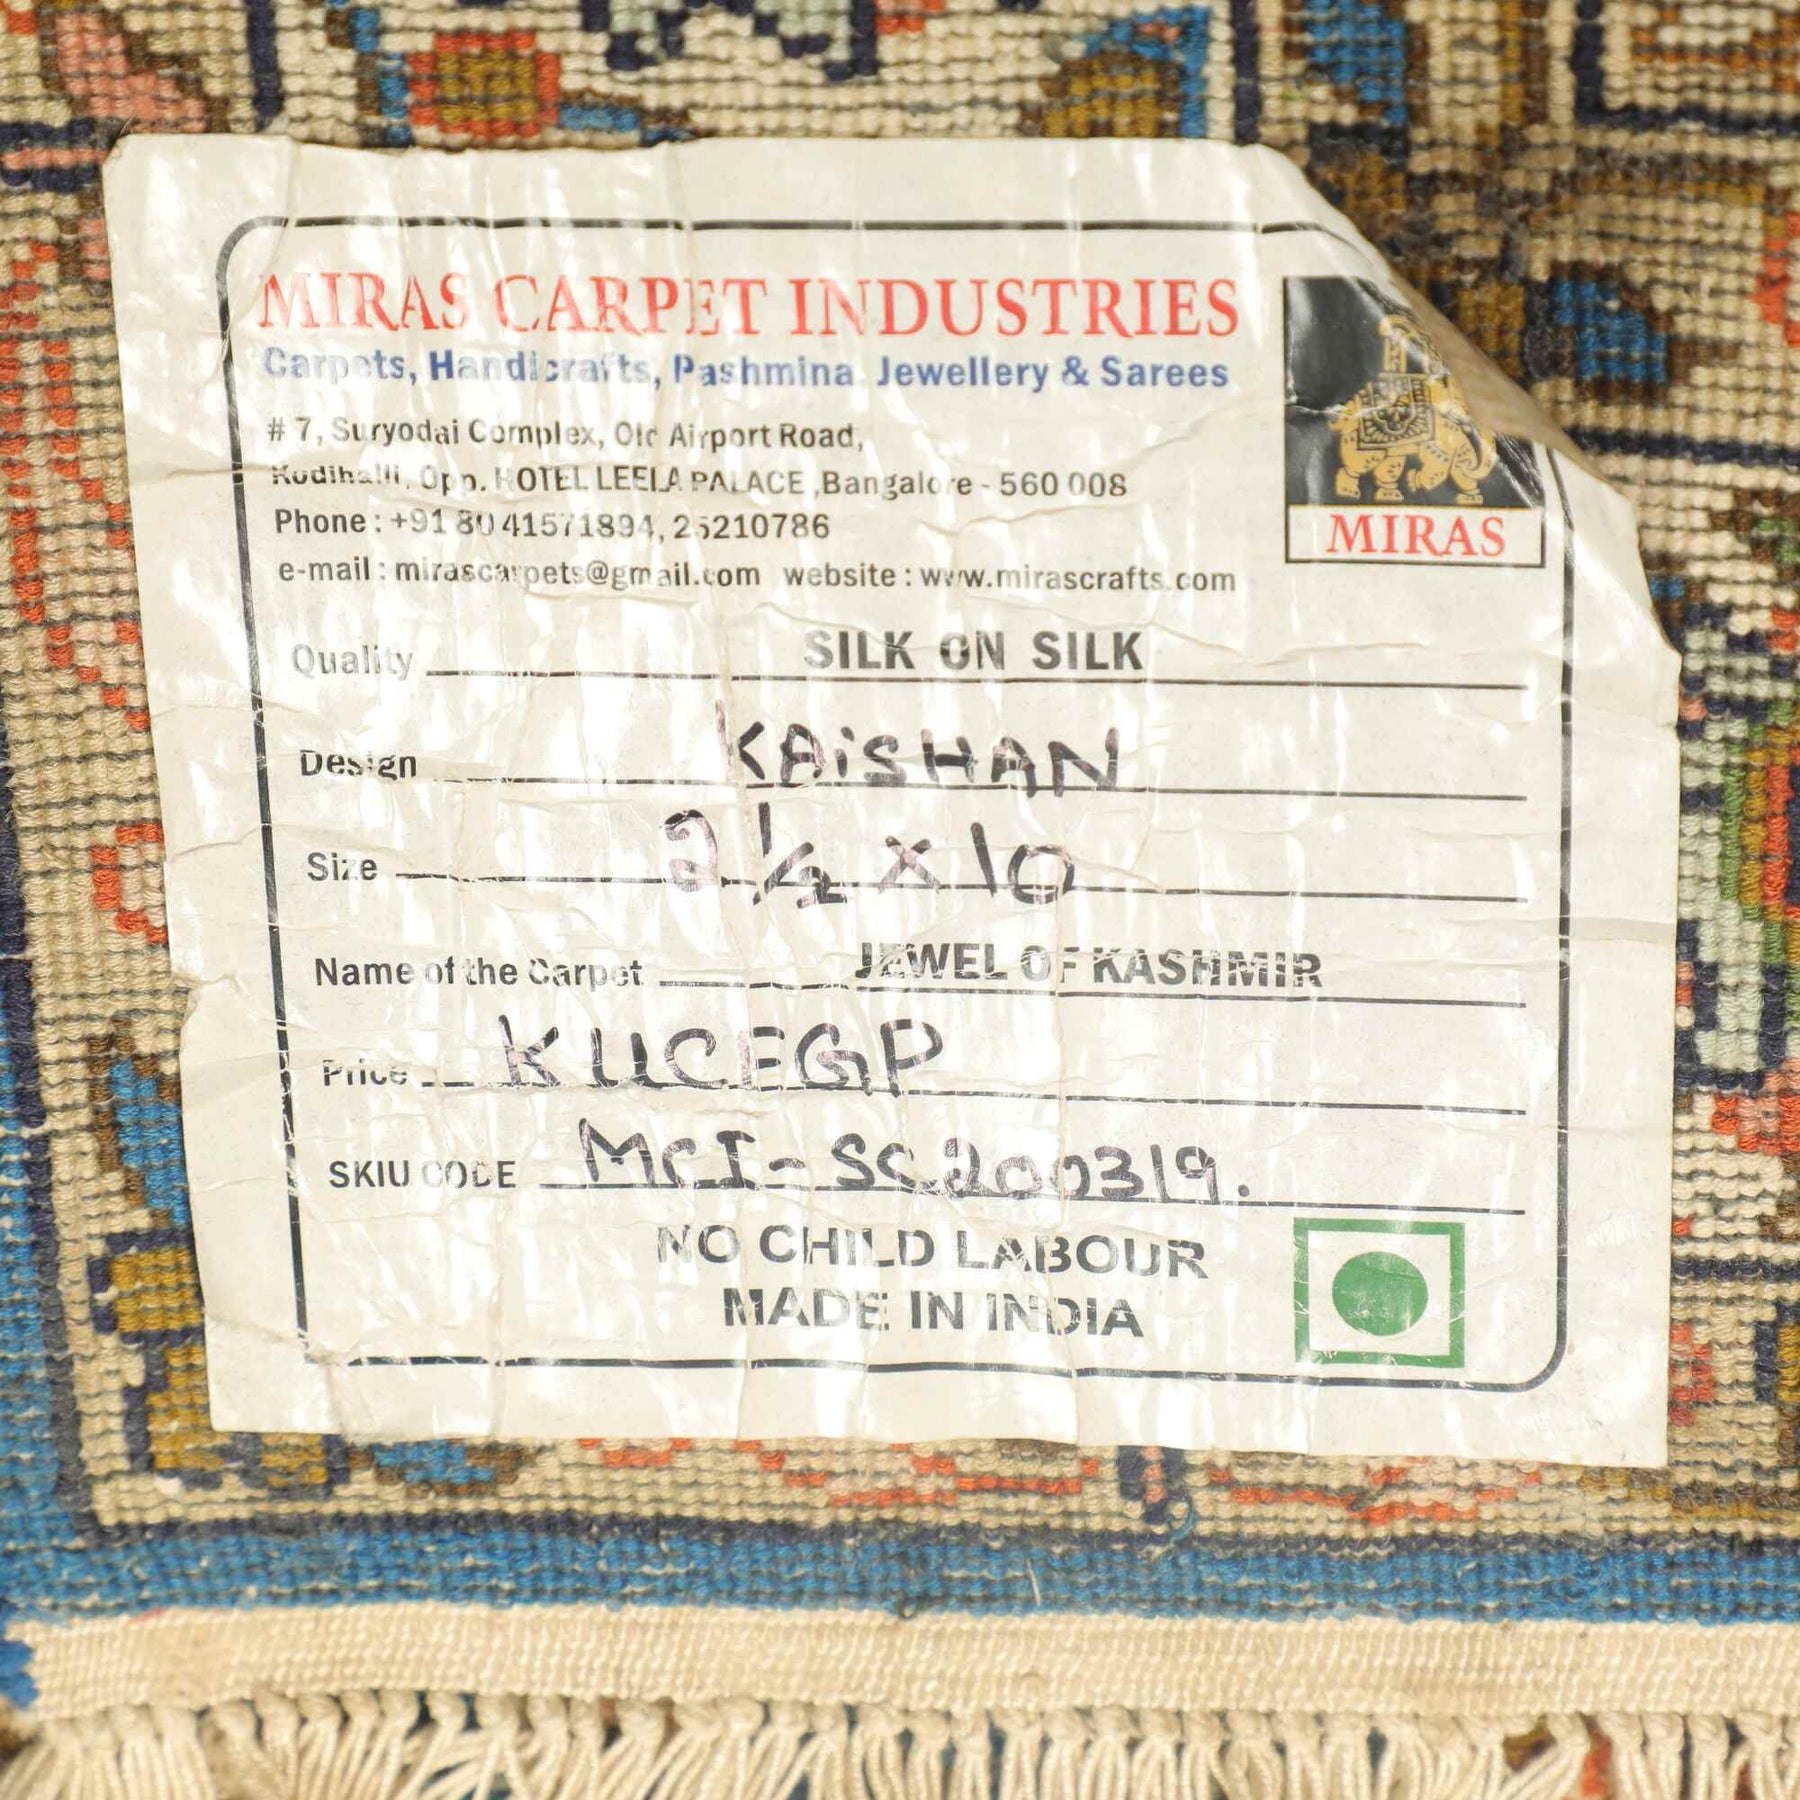 MIRAS CARPET INDUSTRIES
Carpets, Handicrafts, Pashmina, Jewellery & Sarees
# 7, Suryodai Complex, Old Airport Road,
Kodihalli, Opp. HOTEL LEELA PALACE ,Bangalore - 560 008
Phone : +91 80 41571894, 25210786
e-mail : mirascarpets@gmail.com website : www.mirascrafts.com
MIRAS
Quality SILK ON SILK
Design KAiSHAN
Size 2 1/2 x 10
Name of the Carpet JEWEL OF KASHMIR
Price KUCEGP
SKIU CODE MCI-SC200319.
NO CHILD LABOUR
MADE IN INDIA